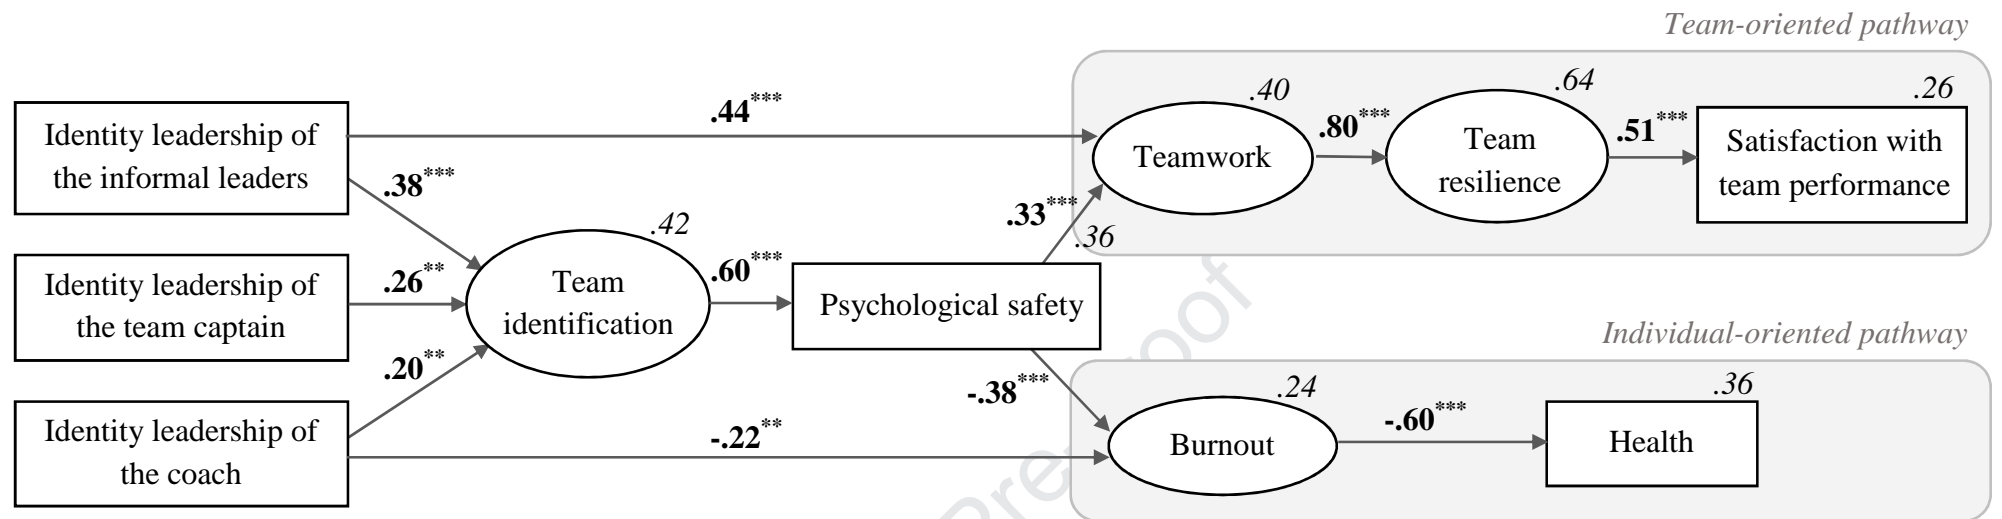 Team-oriented pathway
Identity leadership of
the informal leaders
.44***
.38***
.40
Teamwork
.80***
.64
Team
resilience
.51***
.26
Satisfaction with
team performance
.33***
.36
.42
Team
identification
.60***
Psychological safety
Identity leadership of
the team captain
.26**
.20**
Identity leadership of
the coach
-.22**
-.38***
Individual-oriented pathway
.24
Burnout
-.60***
.36
Health
Pre-proof